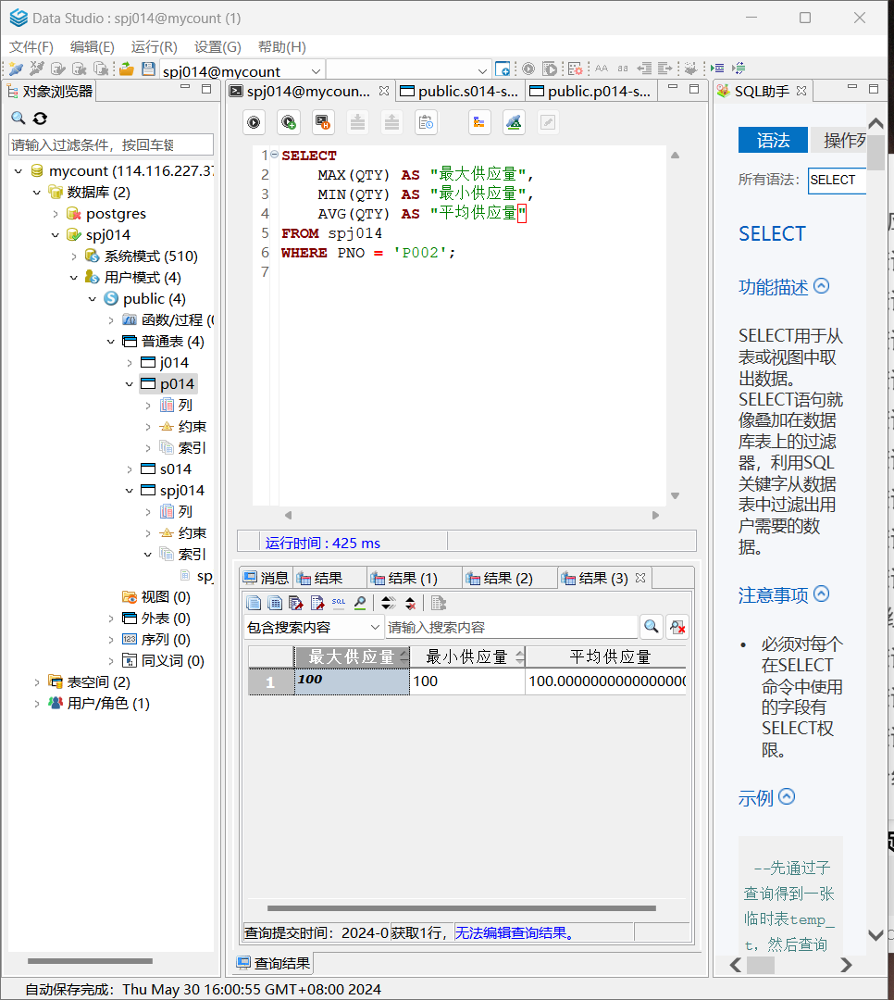 Data Studio : spj014@mycount (1)
文件(F) 编辑(E) 运行(R) 设置(G) 帮助(H)
spj014@mycount
对象浏览器
请输入过滤条件，按回车锁
mycount (114.116.227.37
数据库 (2)
postgres
spj014
系统模式 (510)
用户模式 (4)
public (4)
函数/过程 (0
普通表 (4)
j014
p014
列
约束
索引
s014
spj014
列
约束
索引
spj
视图 (0)
外表 (0)
序列 (0)
同义词 (0)
表空间 (2)
用户/角色 (1)
spj014@mycoun... public.s014-s... public.p014-s...
1 SELECT
2 MAX(QTY) AS "最大供应量",
3 MIN(QTY) AS "最小供应量",
4 AVG(QTY) AS "平均供应量"
5 FROM spj014
6 WHERE PNO = 'P002';
7
运行时间 : 425 ms
消息 结果 结果 (1) 结果 (2) 结果 (3)
SQL
包含搜索内容 请输入搜索内容
最大供应量 最小供应量 平均供应量
1 100 100 100.0000000000000000
查询提交时间：2024-0 获取1行， 无法编辑查询结果。
查询结果
SQL助手
语法 操作列
所有语法： SELECT
SELECT
功能描述
SELECT用于从
表或视图中取
出数据。
SELECT语句就
像叠加在数据
库表上的过滤
器，利用SQL
关键字从数据
表中过滤出用
户需要的数
据。
注意事项
• 必须对每个
在SELECT
命令中使用
的字段有
SELECT权
限。
示例
--先通过子
查询得到一张
临时表temp_
t，然后查询
自动保存完成：Thu May 30 16:00:55 GMT+08:00 2024